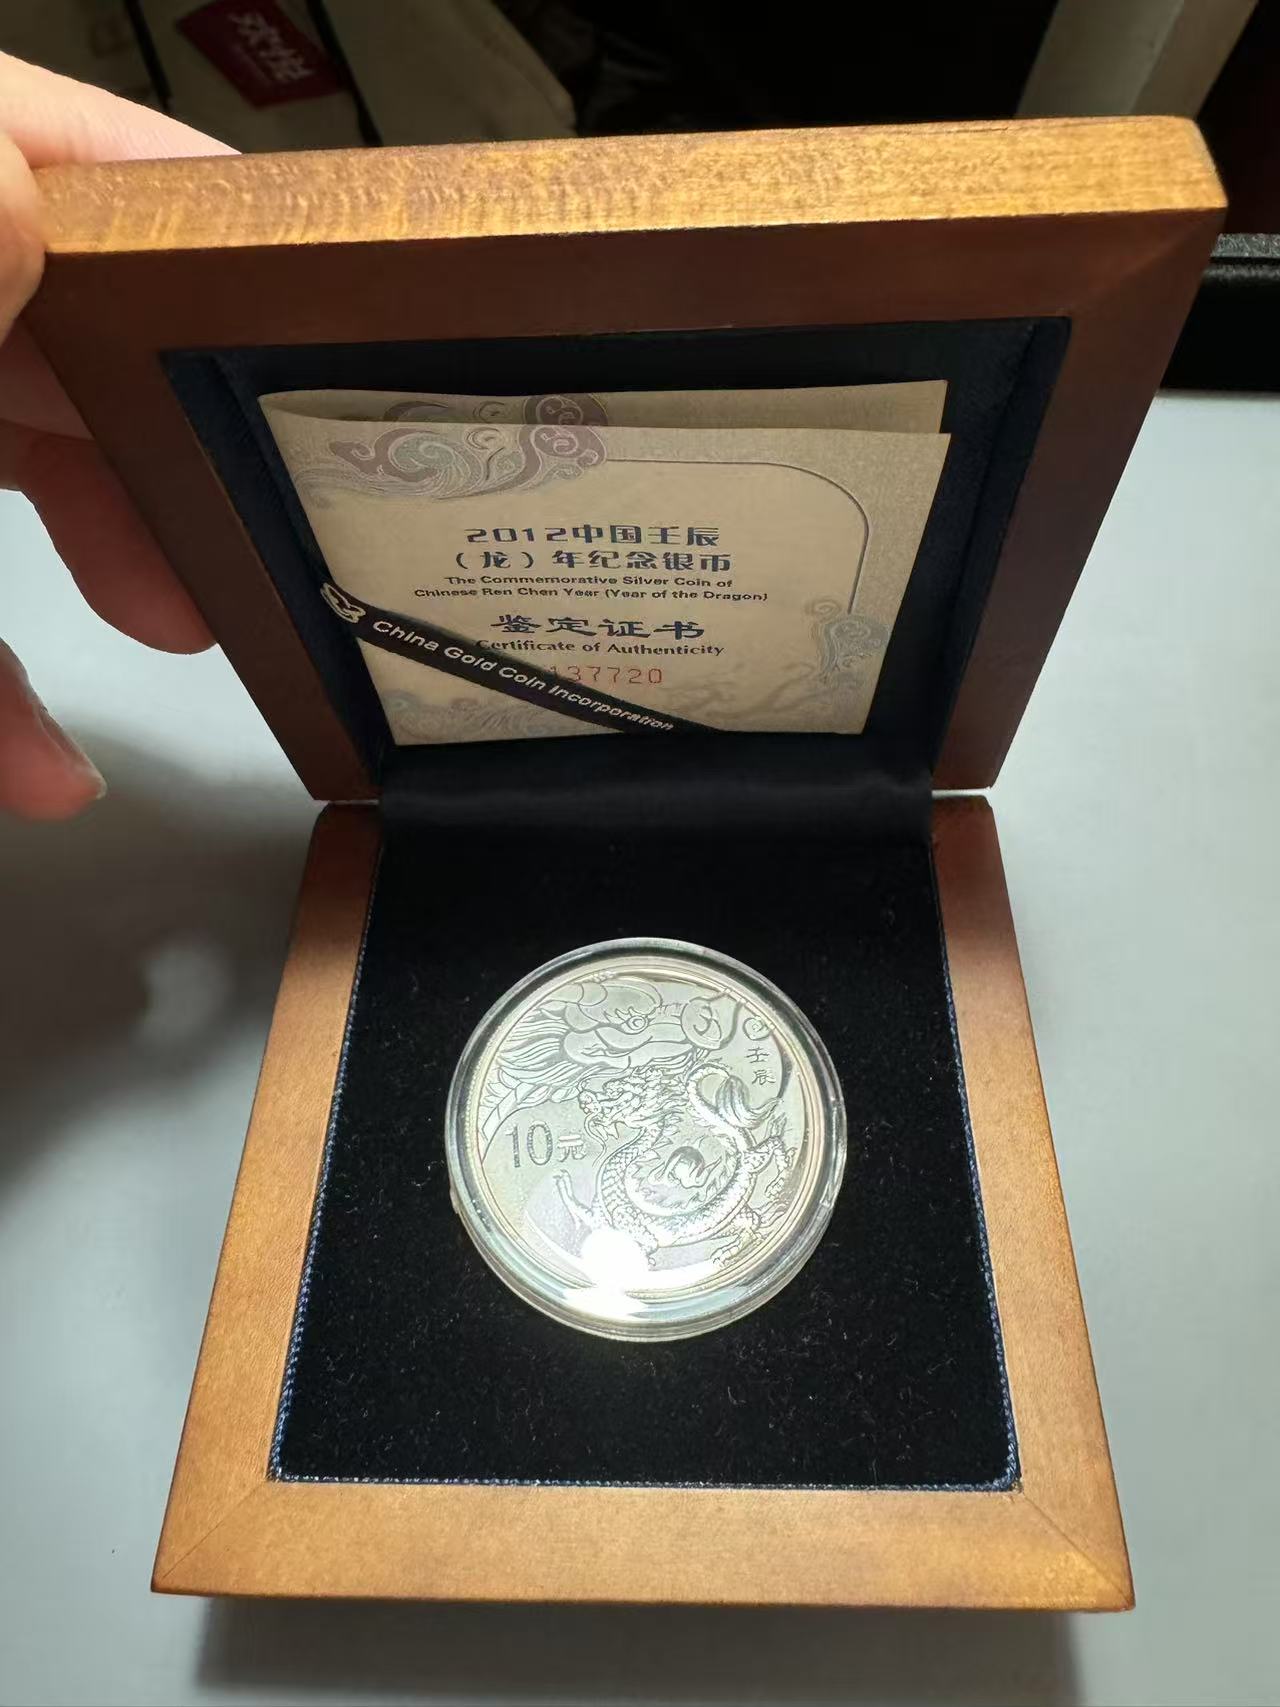 2012中国壬辰
（龙）年纪念银币
The Commemorative Silver Coin of
Chinese Ren Chen Year (Year of the Dragon)
鉴定证书
Certificate of Authenticity
137720
China Gold Coin Incorporation
壬辰
10元